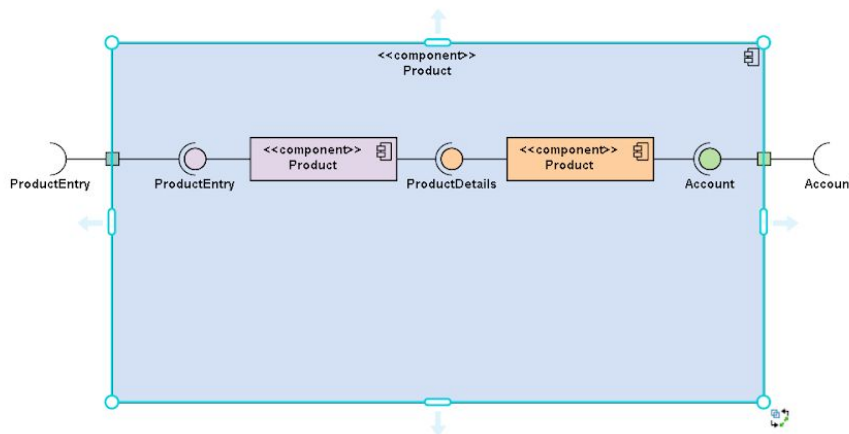 <<component>>
Product
<<component>>
Product
<<component>>
Product
ProductEntry
ProductEntry
ProductDetails
Account
Accoun